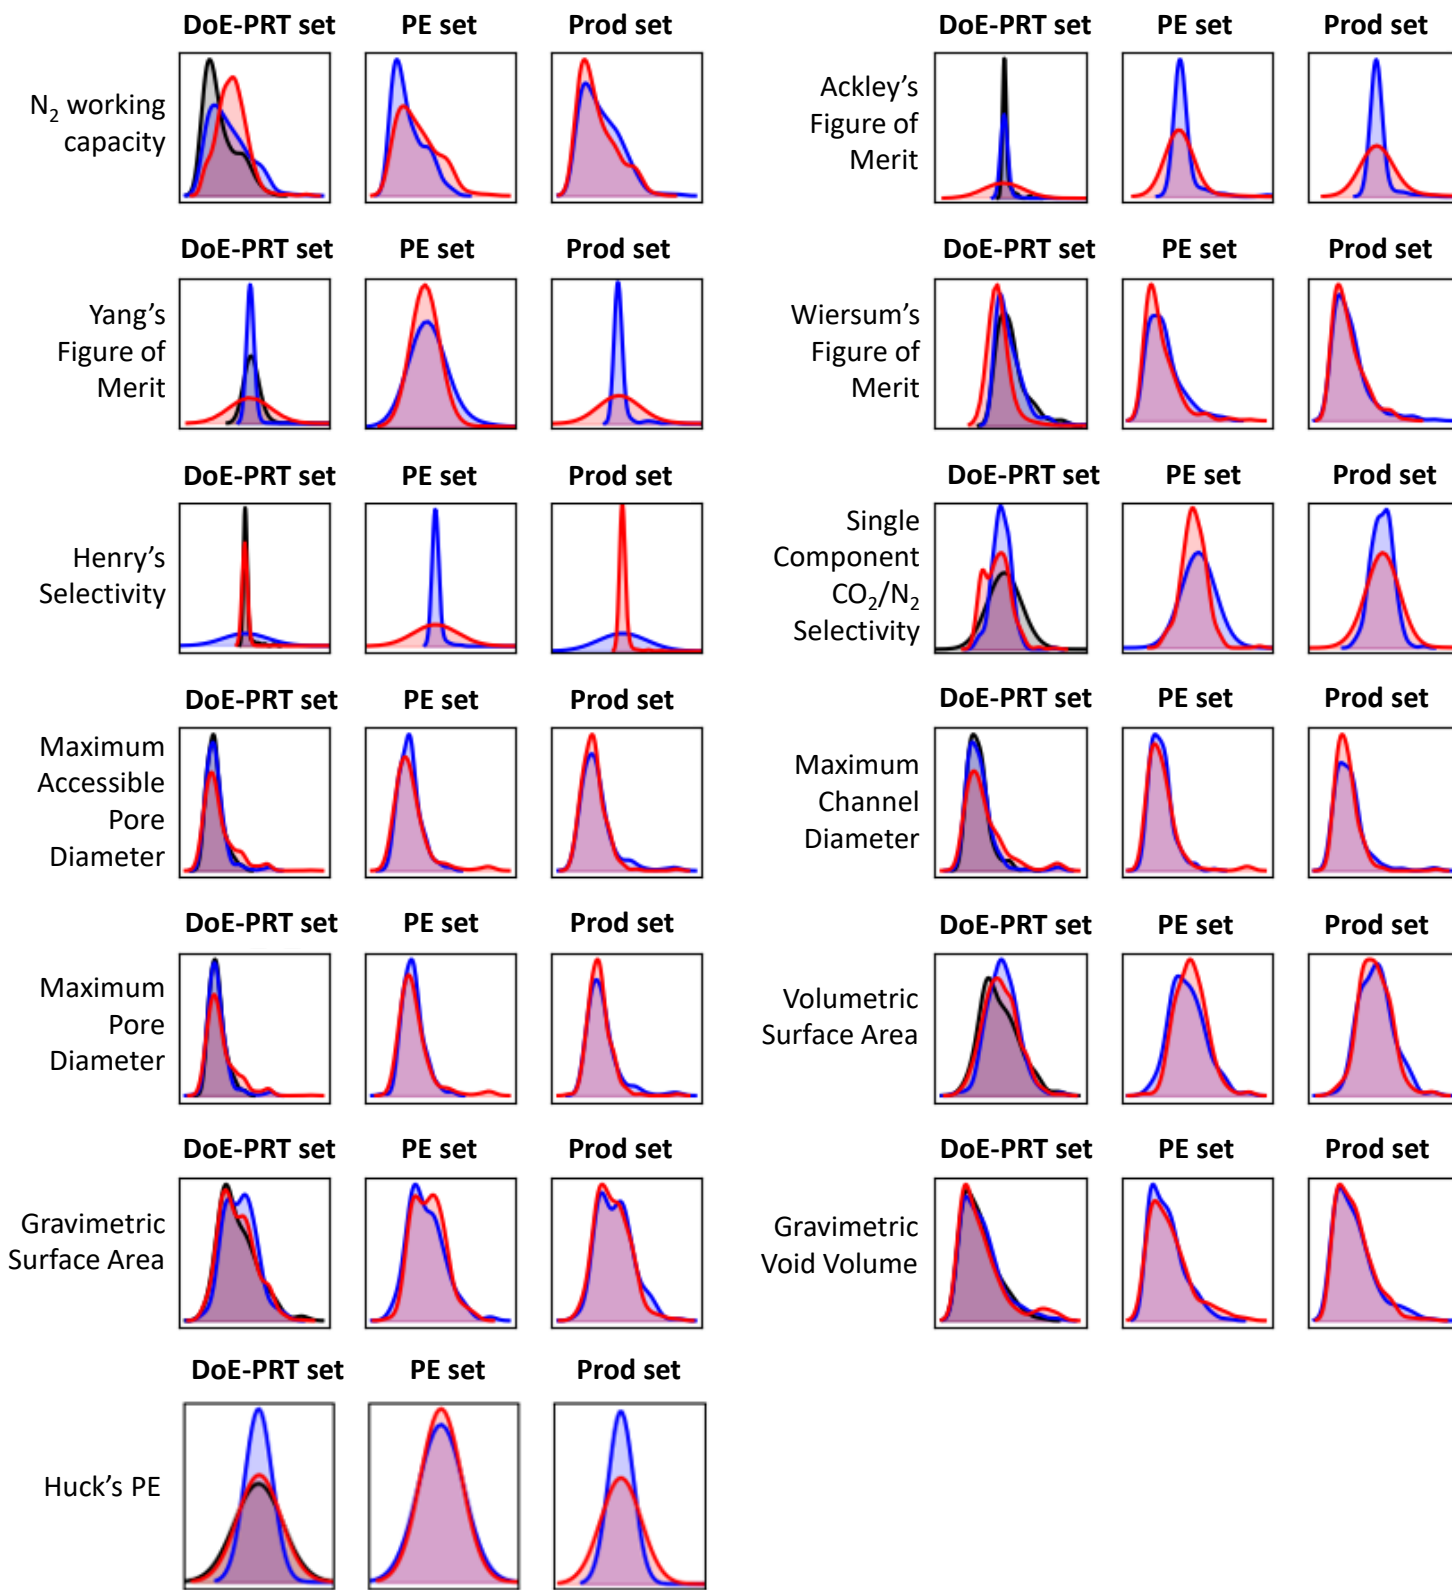 DoE-PRT set PE set Prod set
N₂ working
capacity
DoE-PRT set PE set Prod set
Ackley's
Figure of
Merit
DoE-PRT set PE set Prod set
Yang's
Figure of
Merit
DoE-PRT set PE set Prod set
Wiersum's
Figure of
Merit
DoE-PRT set PE set Prod set
Henry's
Selectivity
DoE-PRT set PE set Prod set
Single
Component
CO₂/N₂
Selectivity
DoE-PRT set PE set Prod set
Maximum
Accessible
Pore
Diameter
DoE-PRT set PE set Prod set
Maximum
Channel
Diameter
DoE-PRT set PE set Prod set
Maximum
Pore
Diameter
DoE-PRT set PE set Prod set
Volumetric
Surface Area
DoE-PRT set PE set Prod set
Gravimetric
Surface Area
DoE-PRT set PE set Prod set
Gravimetric
Void Volume
DoE-PRT set PE set Prod set
Huck's PE